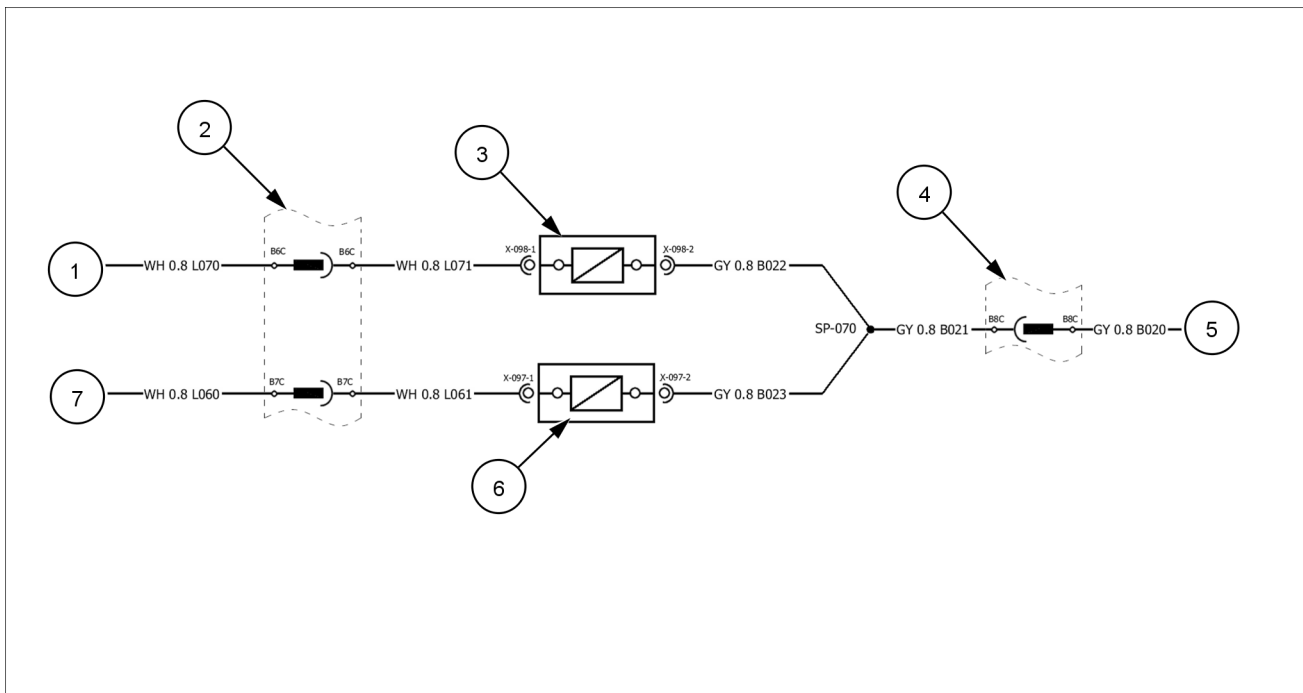 2
3
4
B6C B6C X-098-1 X-098-2
1 WH 0.8 L070 WH 0.8 L071 GY 0.8 B022
B8C B8C
SP-070 GY 0.8 B021 GY 0.8 B020 5
B7C B7C X-097-1 X-097-2
7 WH 0.8 L060 WH 0.8 L061 GY 0.8 B023
6